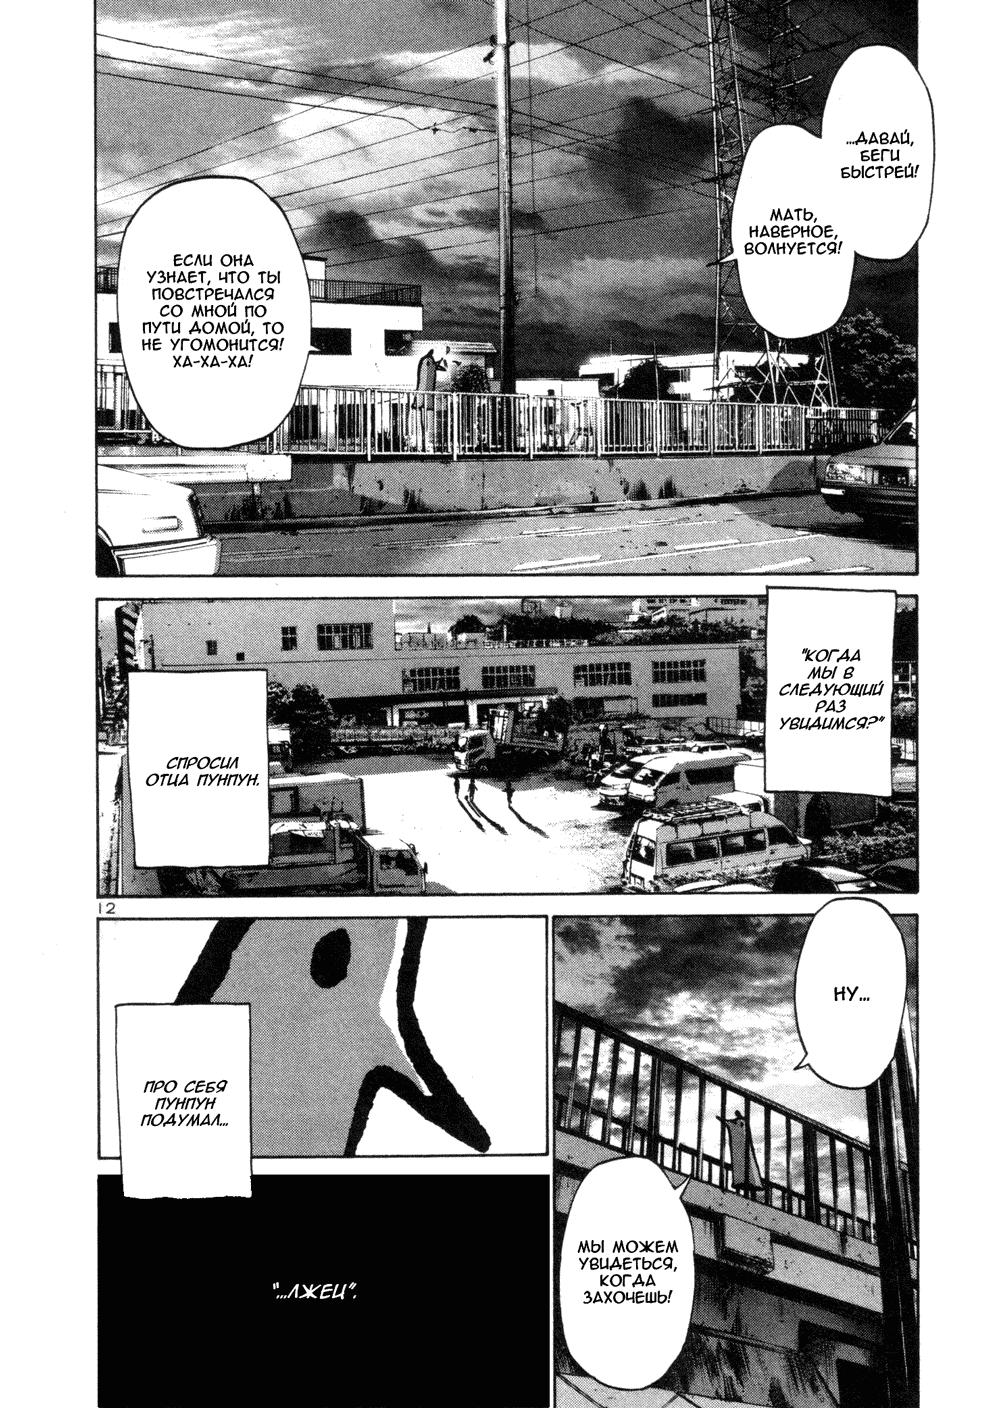 ...ДАВАЙ,
БЕГИ
БЫСТРЕЙ!
МАТЬ,
НАВЕРНОЕ,
ВОЛНУЕТСЯ!
ЕСЛИ ОНА
УЗНАЕТ, ЧТО ТЫ
ПОВСТРЕЧАЛСЯ
СО МНОЙ ПО
ПУТИ ДОМОЙ, ТО
НЕ УГОМОНИТСЯ!
ХА-ХА-ХА!
"КОГДА
МЫ В
СЛЕДУЮЩИЙ
РАЗ
УВИДИМСЯ?"
СПРОСИЛ
ОТЦА ПУНПУН.
12
НУ...
МЫ МОЖЕМ
УВИДЕТЬСЯ,
КОГДА
ЗАХОЧЕШЬ!
ПРО СЕБЯ
ПУНПУН
ПОДУМАЛ...
"...ЛЖЕЦ".